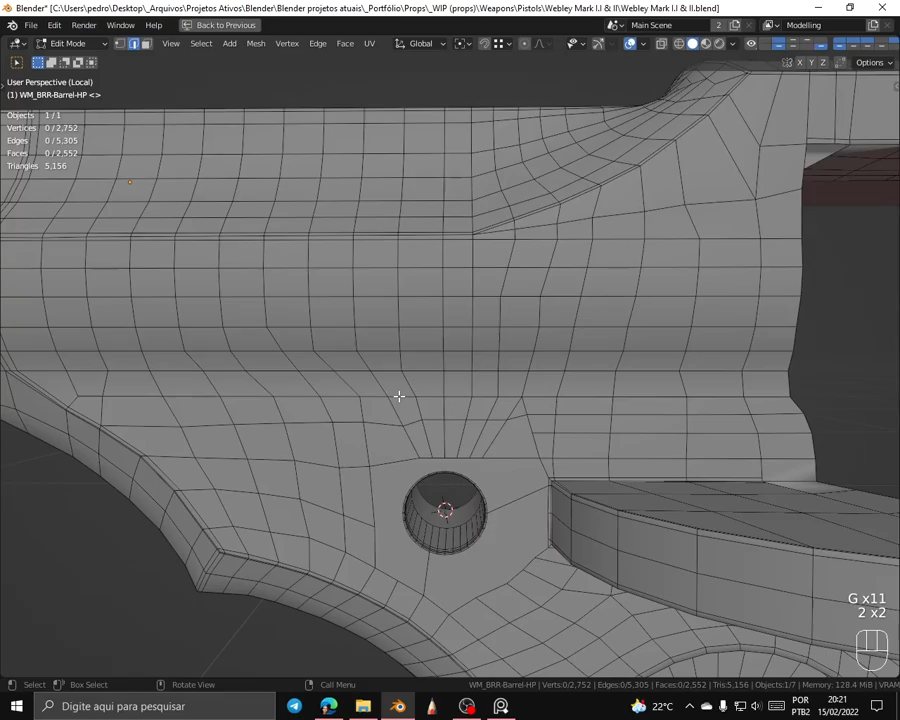 Blender* [C:\Users\pedro\Desktop\_Arquivos\Projetos Ativos\Blender\Blender projetos atuais\_Portfólio\Props\_WIP (props)\Weapons\Pistols\Webley Mark I.I & II\Webley Mark I.I & II.blend]
File Edit Render Window Help Back to Previous Main Scene 2 Modelling
Edit Mode View Select Add Mesh Vertex Edge Face UV Global
X Y Z Options
User Perspective (Local)
(1) WM_BRR-Barrel-HP <>
Objects 1/1
Vertices 0/2,752
Edges 0/5,305
Faces 0/2,552
Triangles 5,156
G x11
2 x2
Select Box Select Rotate View Call Menu WM_BRR-Barrel-HP | Verts:0/2,752 | Edges:0/5,305 | Faces:0/2,552 | Tris:5,156 | Objects:1/7 | Memory: 128.4 MiB | VRAM
Digite aqui para pesquisar 22°C POR 20:21
PTB2 15/02/2022